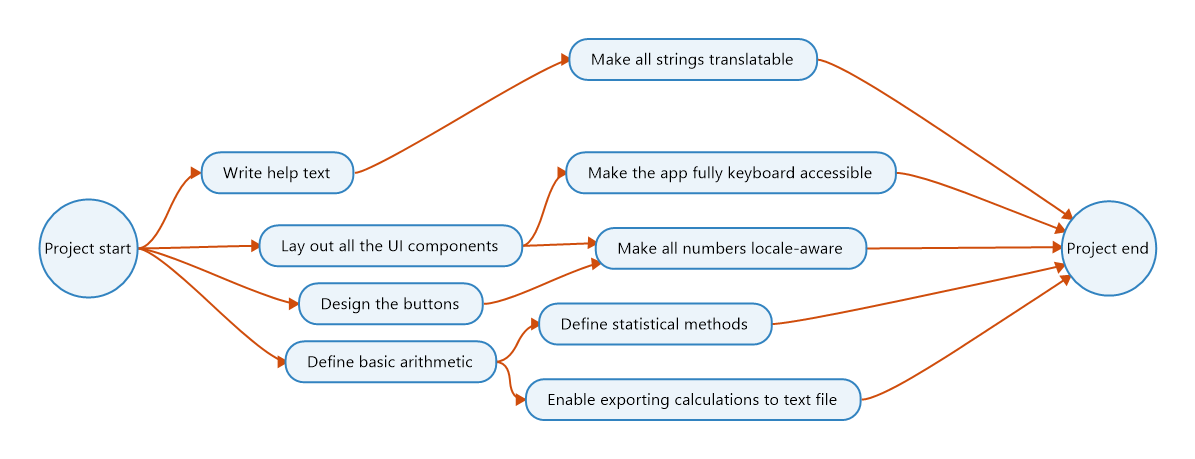 Make all strings translatable
Write help text
Make the app fully keyboard accessible
Project start
Lay out all the UI components
Make all numbers locale-aware
Project end
Design the buttons
Define statistical methods
Define basic arithmetic
Enable exporting calculations to text file